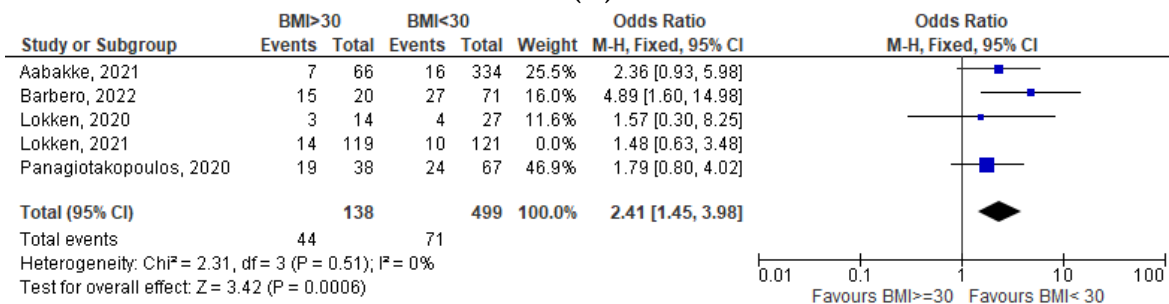 BMI>30 BMI<30 Odds Ratio Odds Ratio
Study or Subgroup Events Total Events Total Weight M-H, Fixed, 95% CI M-H, Fixed, 95% CI
Aabakke, 2021 7 66 16 334 25.5% 2.36 [0.93, 5.98]
Barbero, 2022 15 20 27 71 16.0% 4.89 [1.60, 14.98]
Lokken, 2020 3 14 4 27 11.6% 1.57 [0.30, 8.25]
Lokken, 2021 14 119 10 121 0.0% 1.48 [0.63, 3.48]
Panagiotakopoulos, 2020 19 38 24 67 46.9% 1.79 [0.80, 4.02]
Total (95% CI) 138 499 100.0% 2.41 [1.45, 3.98]
Total events 44 71
Heterogeneity: Chi² = 2.31, df = 3 (P = 0.51); I² = 0%
Test for overall effect: Z = 3.42 (P = 0.0006)
0.01 0.1 1 10 100
Favours BMI>=30 Favours BMI< 30